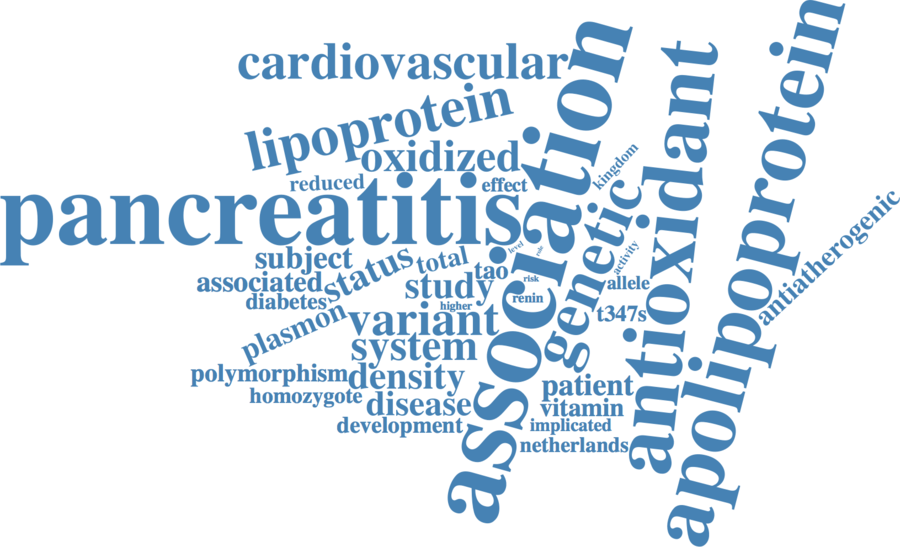 cardiovascular
lipoprotein
oxidized
reduced
effect
pancreatitis
association
kingdom
antioxidant
apolipoprotein
antiatherogenic
genetic
subject
status
total
tao
level
role
activity
associated
study
risk
allele
diabetes
higher
renin
plasmon
variant
t347s
system
polymorphism
density
patient
homozygote
disease
vitamin
development
implicated
netherlands